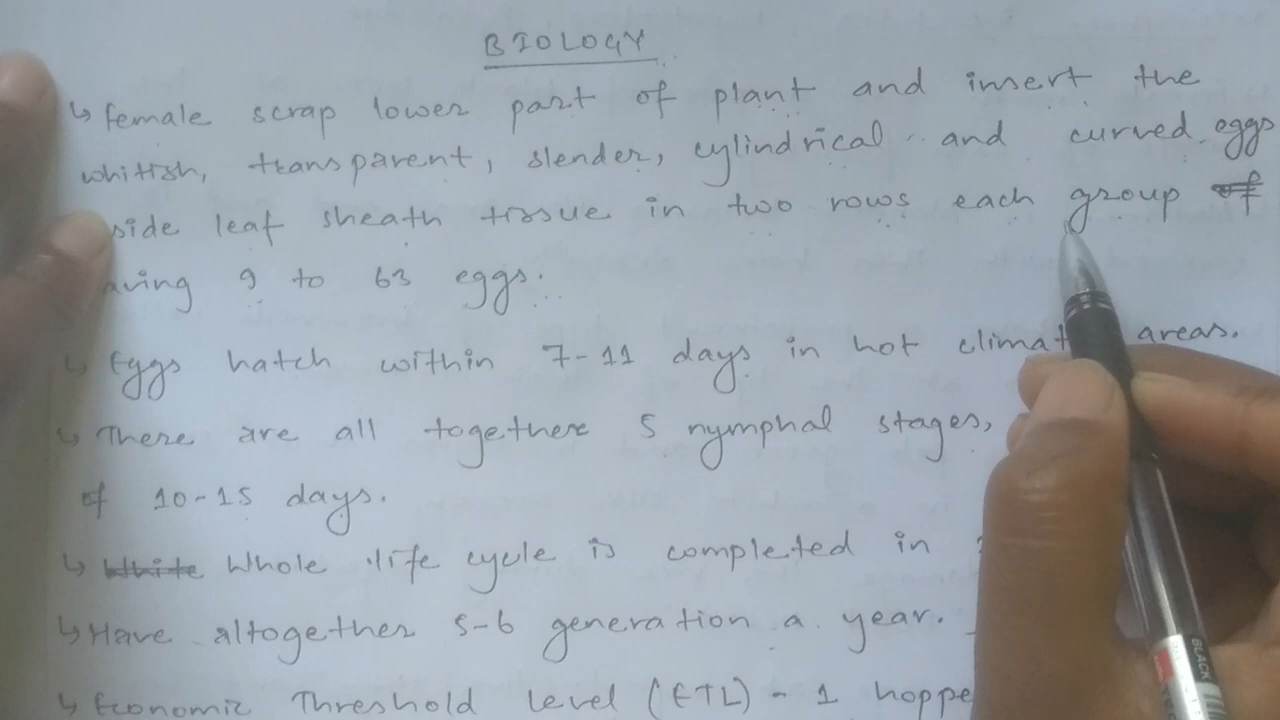 BIOLOGY
↳ female scrap lower part of plant and insert the
whitish, transparent, slender, cylindrical and curved eggs
side leaf sheath tissue in two rows each group
aving 9 to 63 eggs.
↳ Eggs hatch within 7-11 days in hot climat areas.
↳ There are all together 5 nymphal stages,
of 10-15 days.
↳ White Whole life cycle is completed in
↳ Have altogether 5-6 generation a year.
↳ Economic Threshold level (ETL) - 1 hoppe
BLACK